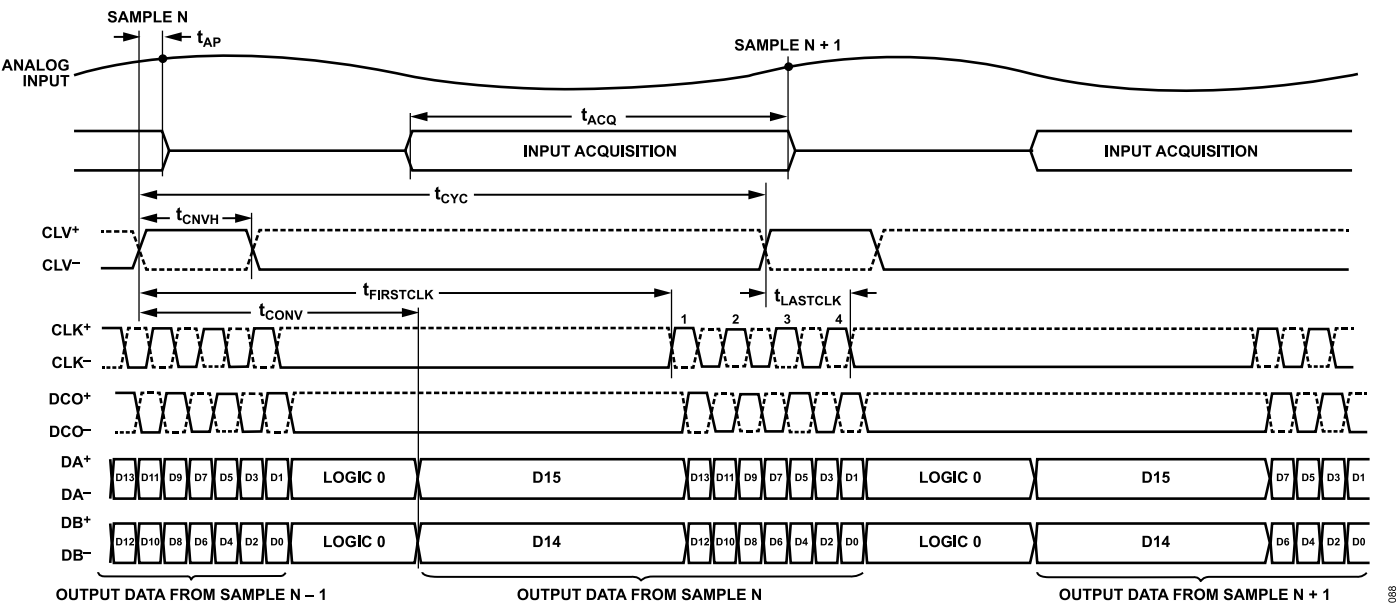 SAMPLE N
tAP
SAMPLE N + 1
ANALOG
INPUT
tACQ
INPUT ACQUISITION
INPUT ACQUISITION
tCYC
tCNVH
CLV+
CLV–
tFIRSTCLK
tLASTCLK
tCONV
CLK+
1 2 3 4
CLK–
DCO+
DCO–
DA+
D13 D11 D9 D7 D5 D3 D1 LOGIC 0 D15 D13 D11 D9 D7 D5 D3 D1 LOGIC 0 D15 D7 D5 D3 D1
DA–
DB+
D12 D10 D8 D6 D4 D2 D0 LOGIC 0 D14 D12 D10 D8 D6 D4 D2 D0 LOGIC 0 D14 D6 D4 D2 D0
DB–
OUTPUT DATA FROM SAMPLE N – 1 OUTPUT DATA FROM SAMPLE N OUTPUT DATA FROM SAMPLE N + 1
088